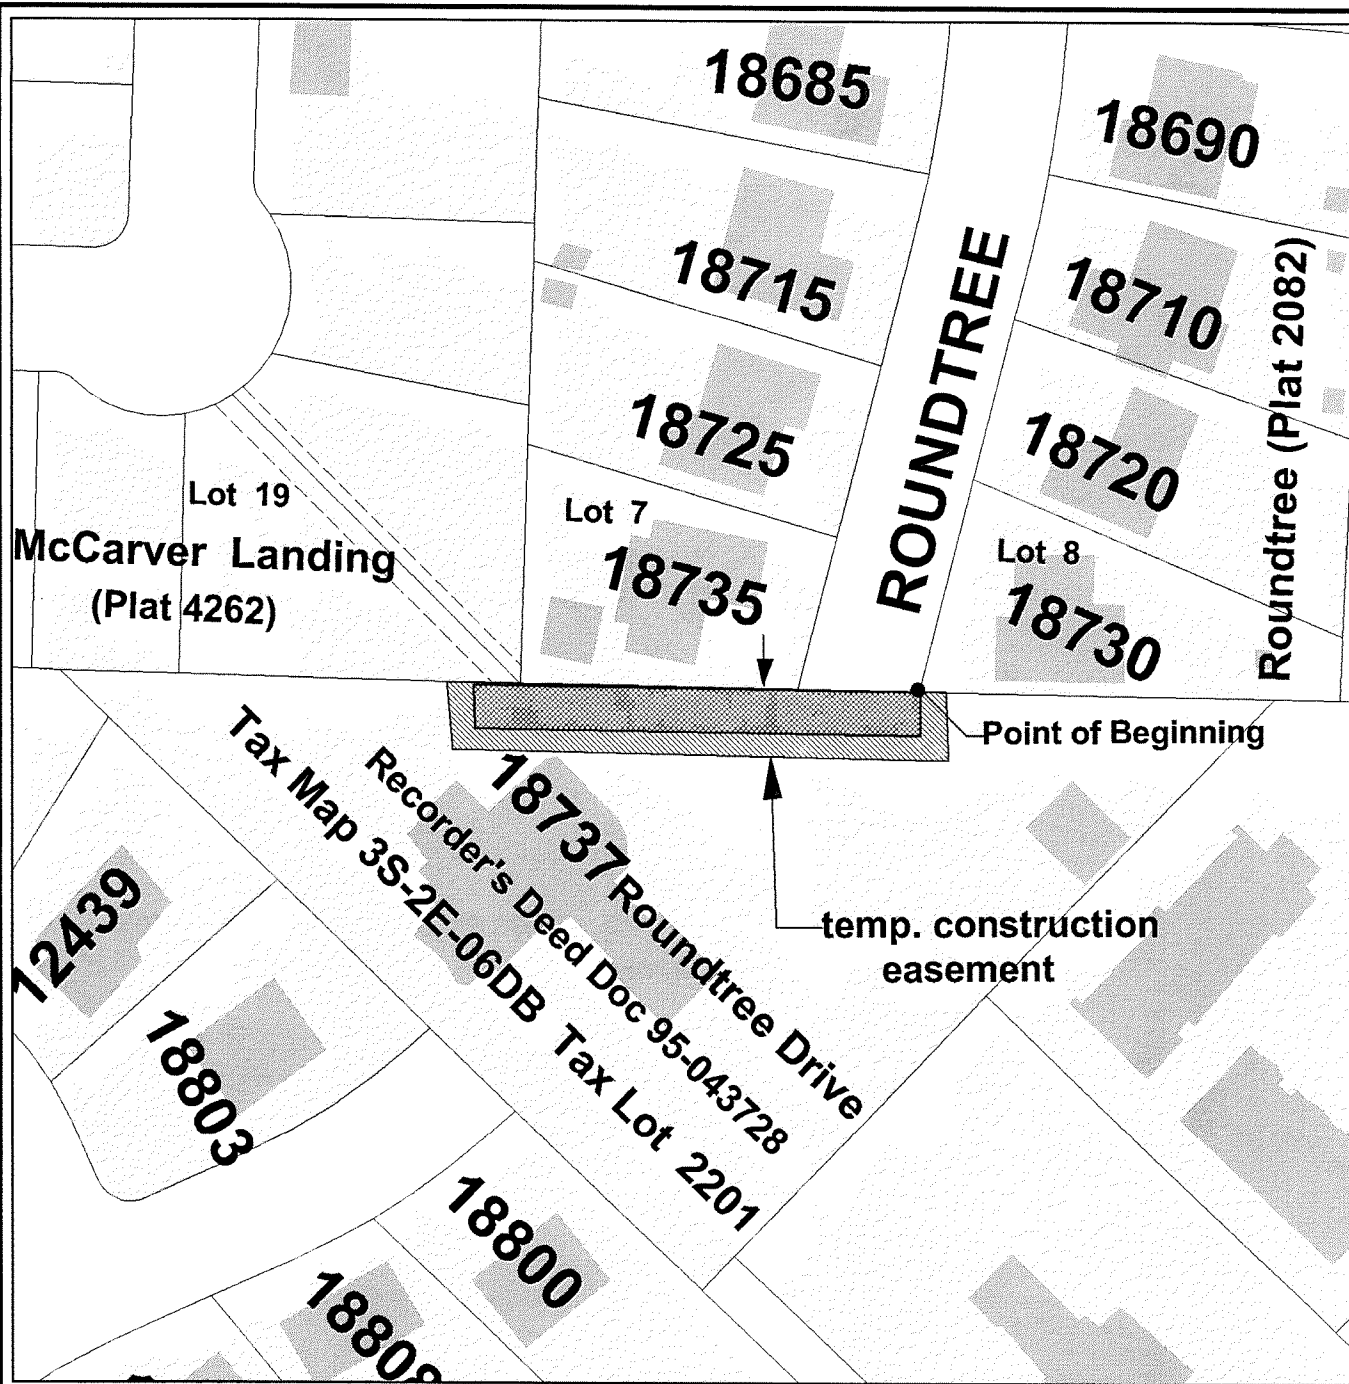 18685
18690
18715
18710
ROUNDTREE
Roundtree (Plat 2082)
18725
18720
Lot 19
McCarver Landing
(Plat 4262)
Lot 7
18735
Lot 8
18730
Point of Beginning
18737 Roundtree Drive
Recorder's Deed Doc 95-043728
Tax Map 3S-2E-06DB Tax Lot 2201
temp. construction
easement
12439
18803
18800